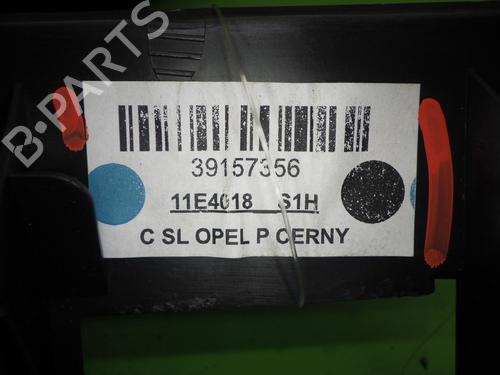 B-PARTS
39157356
11E4018 S1H
C SL OPEL P CERNY